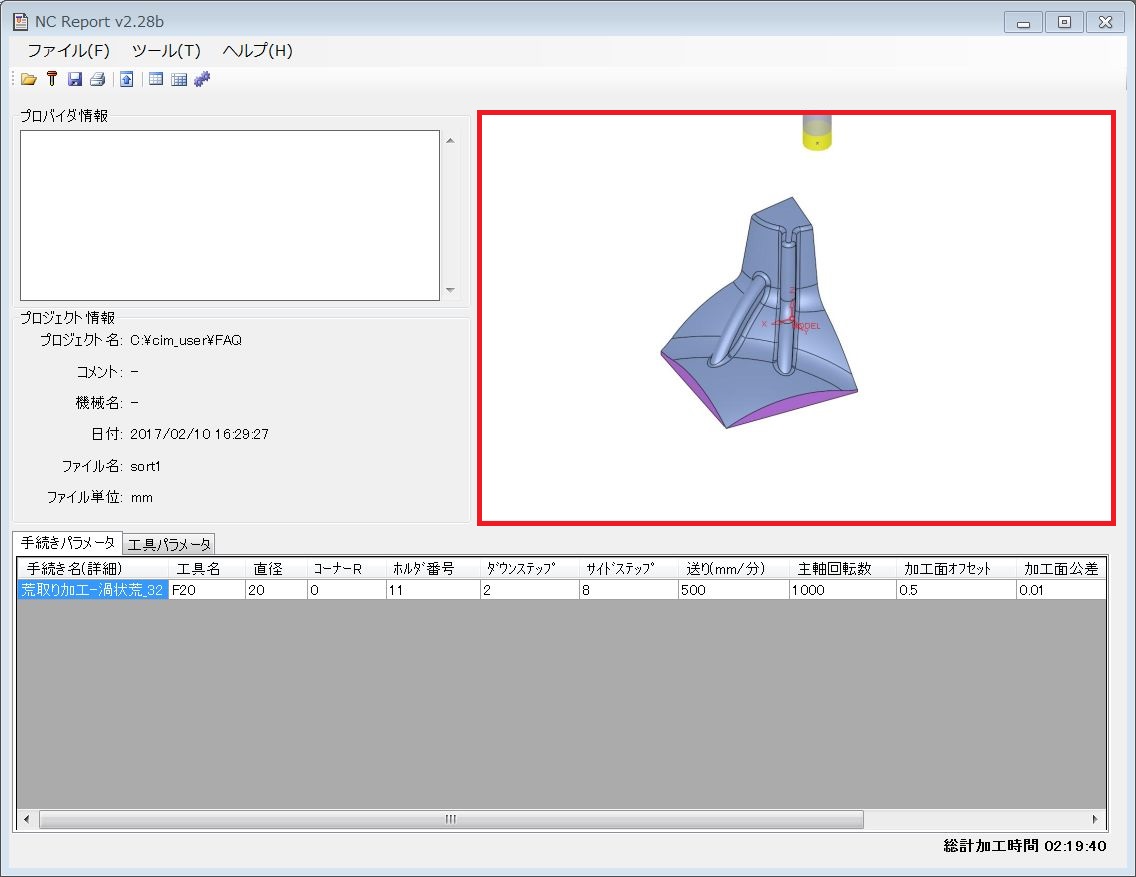 NC Report v2.28b
ファイル(F) ツール(T) ヘルプ(H)
プロバイダ情報
プロジェクト情報
プロジェクト名: C:¥cim_user¥FAQ
コメント: -
機械名: -
日付: 2017/02/10 16:29:27
ファイル名: sort1
ファイル単位: mm
Z
X
MODEL
Y
手続きパラメータ 工具パラメータ
手続き名(詳細) 工具名 直径 コーナーR ホルダ番号 ダウンステップ サイドステップ 送り(mm/分) 主軸回転数 加工面オフセット 加工面公差
荒取り加工-渦状荒_32 F20 20 0 11 2 8 500 1000 0.5 0.01
総計加工時間 02:19:40